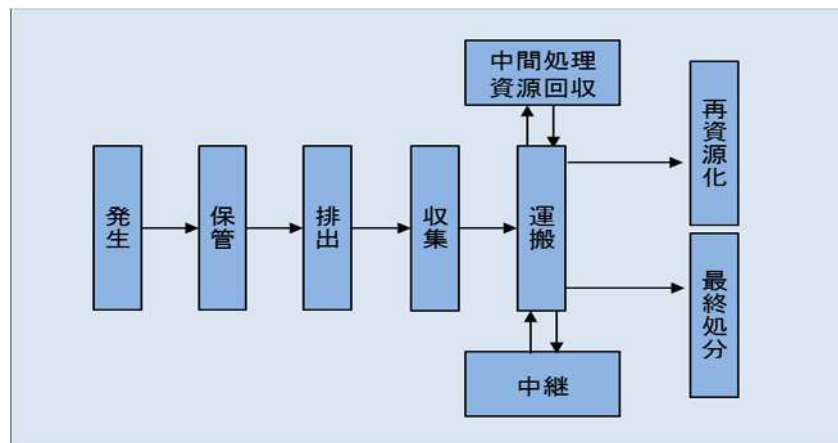 発生
保管
排出
収集
運搬
中間処理
資源回収
中継
再資源化
最終処分